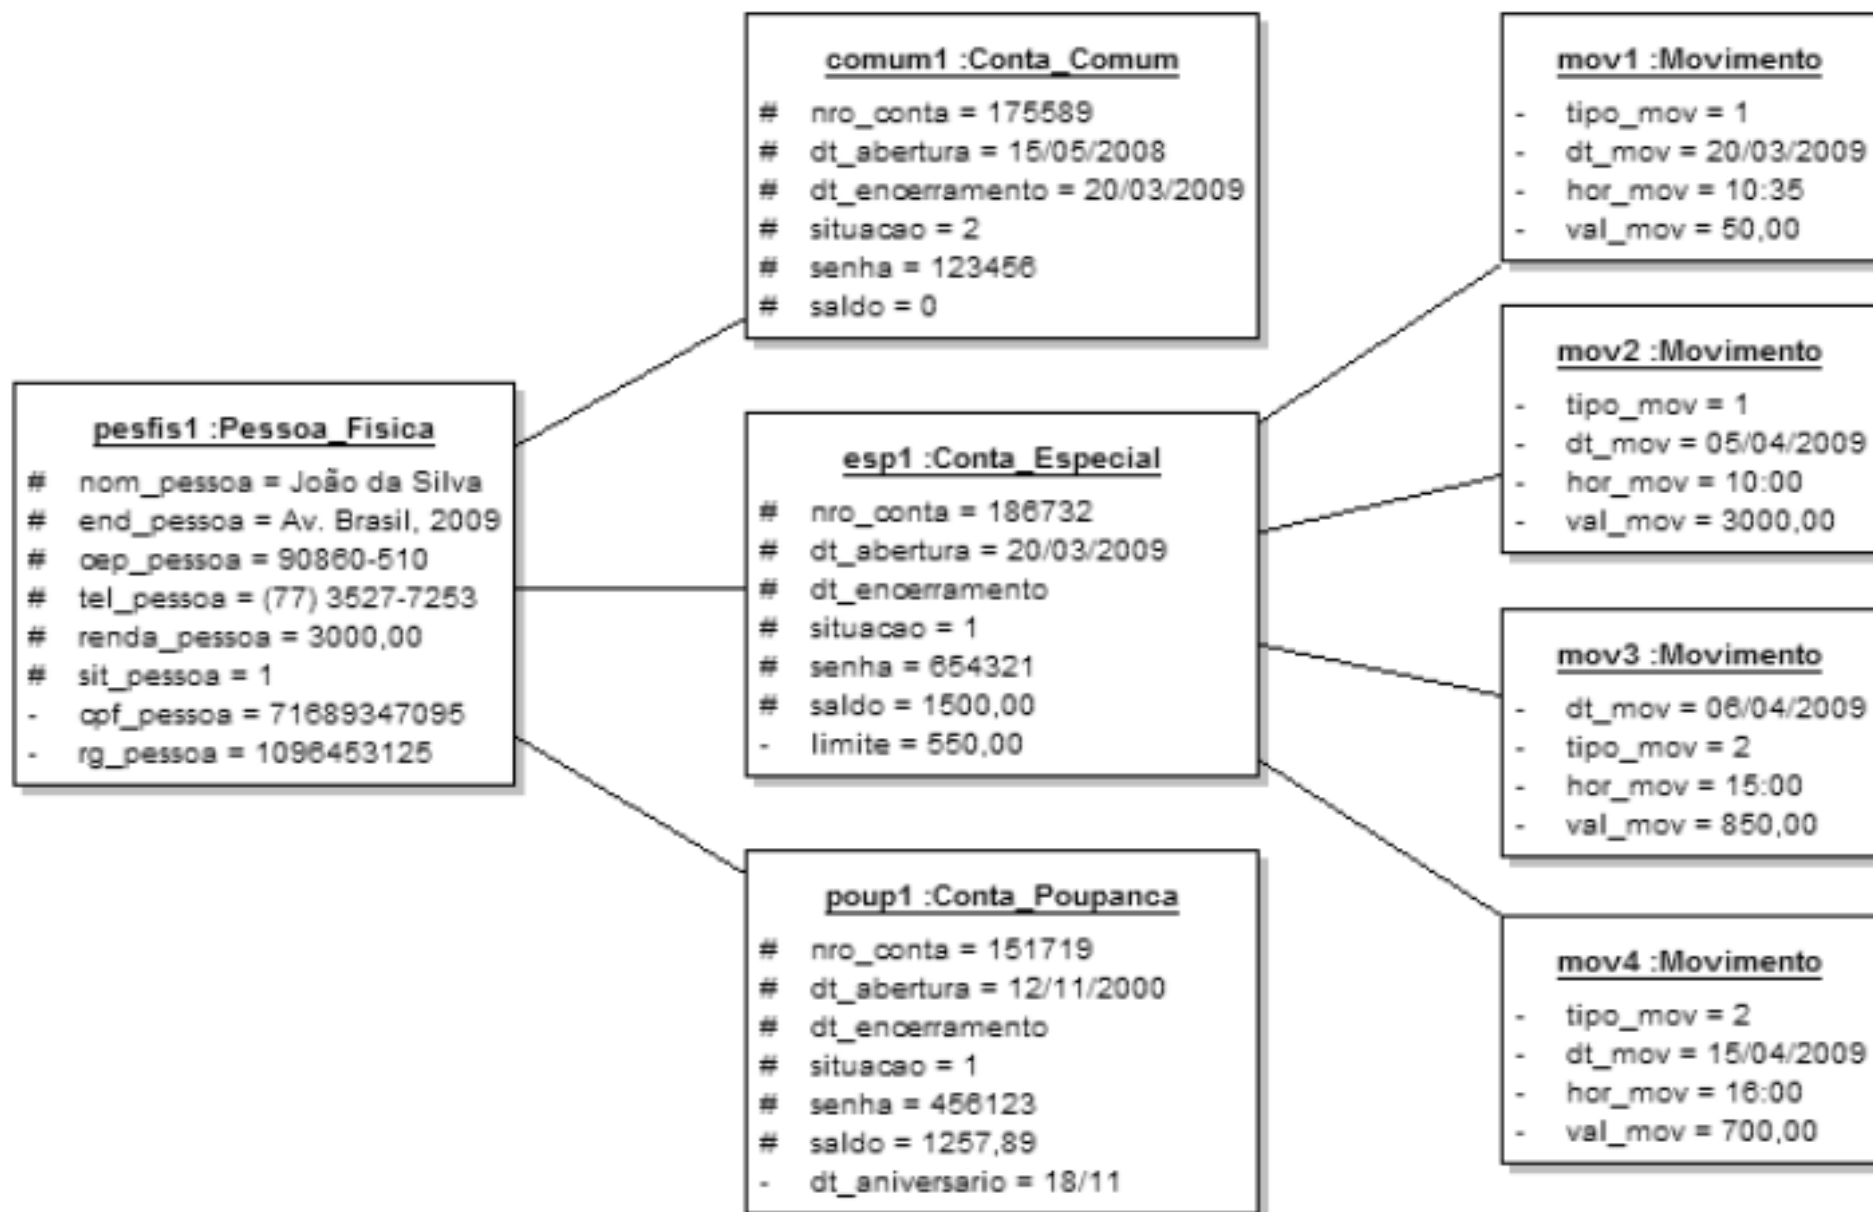 pesfis1 :Pessoa_Fisica
# nom_pessoa = João da Silva
# end_pessoa = Av. Brasil, 2009
# cep_pessoa = 90860-510
# tel_pessoa = (77) 3527-7253
# renda_pessoa = 3000,00
# sit_pessoa = 1
- cpf_pessoa = 71689347095
- rg_pessoa = 1096453125
comum1 :Conta_Comum
# nro_conta = 175589
# dt_abertura = 15/05/2008
# dt_encerramento = 20/03/2009
# situacao = 2
# senha = 123456
# saldo = 0
esp1 :Conta_Especial
# nro_conta = 186732
# dt_abertura = 20/03/2009
# dt_encerramento
# situacao = 1
# senha = 654321
# saldo = 1500,00
- limite = 550,00
poup1 :Conta_Poupanca
# nro_conta = 151719
# dt_abertura = 12/11/2000
# dt_encerramento
# situacao = 1
# senha = 456123
# saldo = 1257,89
- dt_aniversario = 18/11
mov1 :Movimento
- tipo_mov = 1
- dt_mov = 20/03/2009
- hor_mov = 10:35
- val_mov = 50,00
mov2 :Movimento
- tipo_mov = 1
- dt_mov = 05/04/2009
- hor_mov = 10:00
- val_mov = 3000,00
mov3 :Movimento
- dt_mov = 06/04/2009
- tipo_mov = 2
- hor_mov = 15:00
- val_mov = 850,00
mov4 :Movimento
- tipo_mov = 2
- dt_mov = 15/04/2009
- hor_mov = 16:00
- val_mov = 700,00